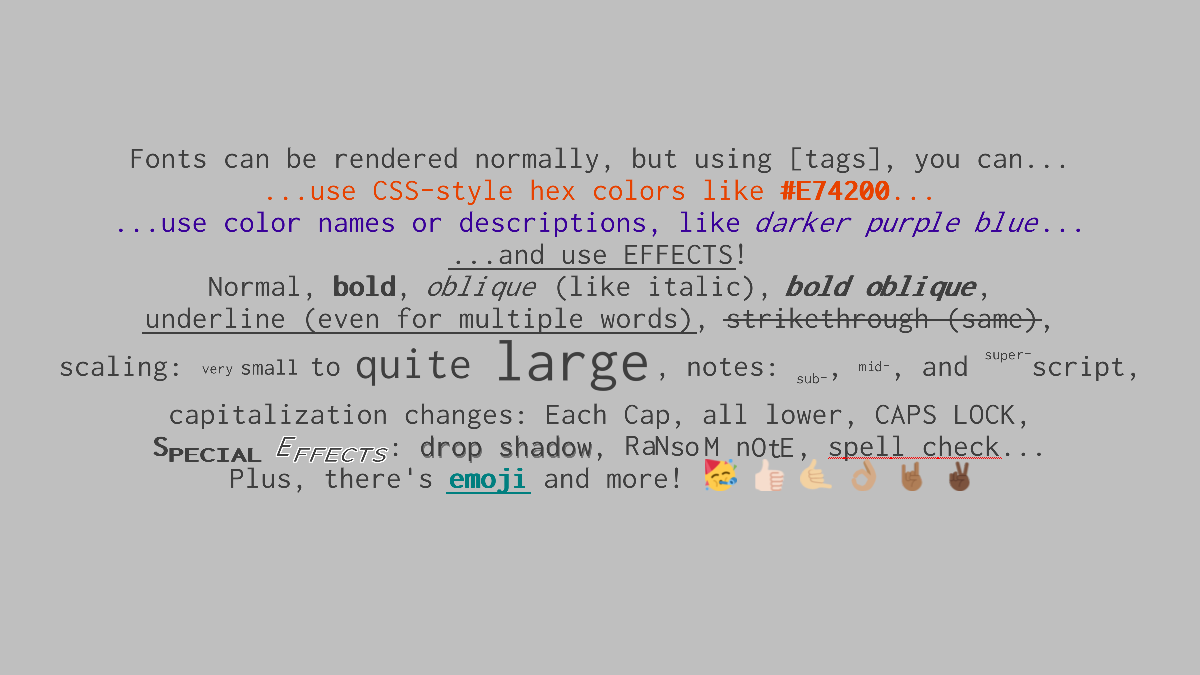 Fonts can be rendered normally, but using [tags], you can...
...use CSS-style hex colors like #E74200...
...use color names or descriptions, like darker purple blue...
...and use EFFECTS!
Normal, bold, oblique (like italic), bold oblique,
underline (even for multiple words), strikethrough (same),
scaling: very small to quite large, notes: sub-, mid-, and super-script,
capitalization changes: Each Cap, all lower, CAPS LOCK,
SPECIAL EFFECTS: drop shadow, RaNsoM nOtE, spell check...
Plus, there's emoji and more! 🥳 👍🏻 🤙🏼 👌🏽 🤘🏾 ✌🏿